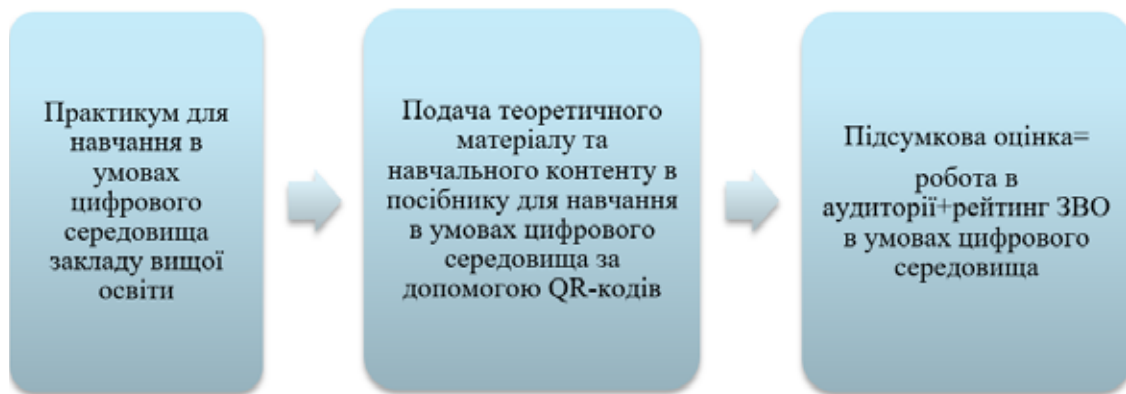 Практикум для
навчання в
умовах
цифрового
середовища
закладу вищої
освіти
Подача теоретичного
матеріалу та
навчального контенту в
посібнику для навчання
в умовах цифрового
середовища за
допомогою QR-кодів
Підсумкова оцінка=
робота в
аудиторії+рейтинг ЗВО
в умовах цифрового
середовища